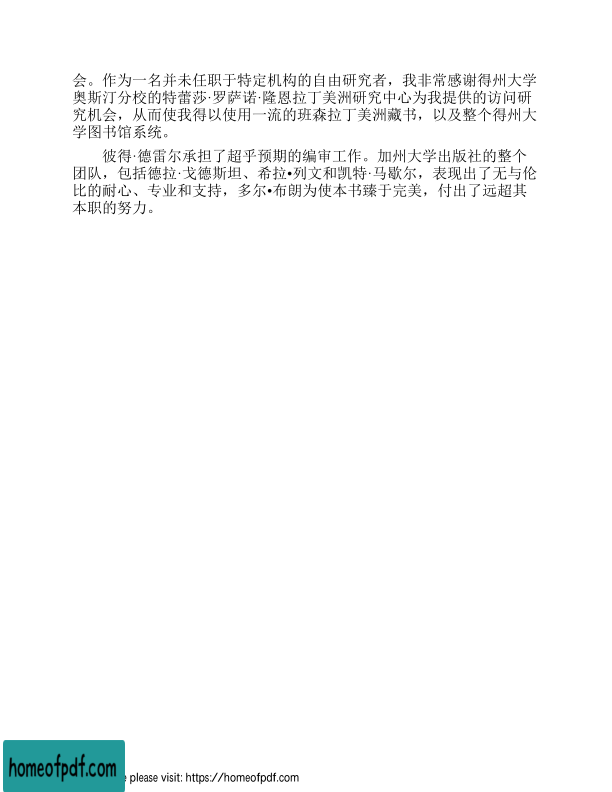 会。作为一名并未任职于特定机构的自由研究者，我非常感谢得州大学
奥斯汀分校的特蕾莎·罗萨诺·隆恩拉丁美洲研究中心为我提供的访问研
究机会，从而使我得以使用一流的班森拉丁美洲藏书，以及整个得州大
学图书馆系统。
彼得·德雷尔承担了超乎预期的编审工作。加州大学出版社的整个
团队，包括德拉·戈德斯坦、希拉•列文和凯特·马歇尔，表现出了无与伦
比的耐心、专业和支持，多尔•布朗为使本书臻于完美，付出了远超其
本职的努力。
homeofpdf.com
please visit: https://homeofpdf.com